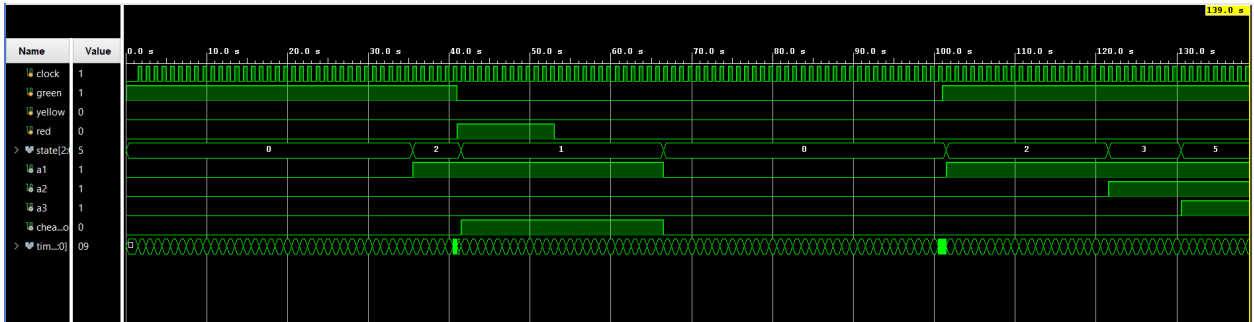 139.0 s
Name Value 0.0 s 10.0 s 20.0 s 30.0 s 40.0 s 50.0 s 60.0 s 70.0 s 80.0 s 90.0 s 100.0 s 110.0 s 120.0 s 130.0 s
clock 1
green 1
yellow 0
red 0
state[2: 5 0 2 1 0 2 3 5
a1 1
a2 1
a3 1
chea...o 0
tim...:0] 09